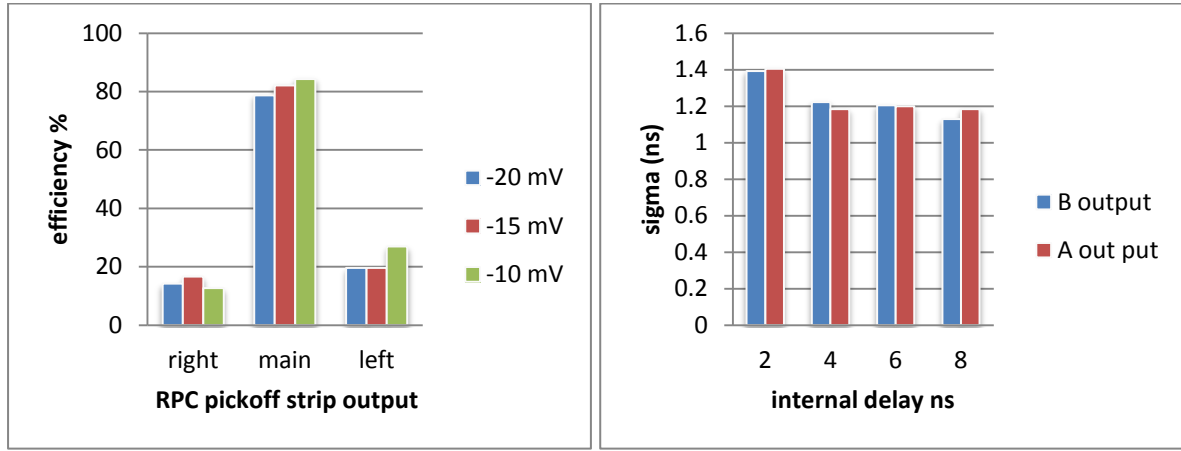 100
80
60
40
20
0
efficiency %
right main left
RPC pickoff strip output
-20 mV
-15 mV
-10 mV
1.6
1.4
1.2
1
0.8
0.6
0.4
0.2
0
sigma (ns)
2 4 6 8
internal delay ns
B output
A out put